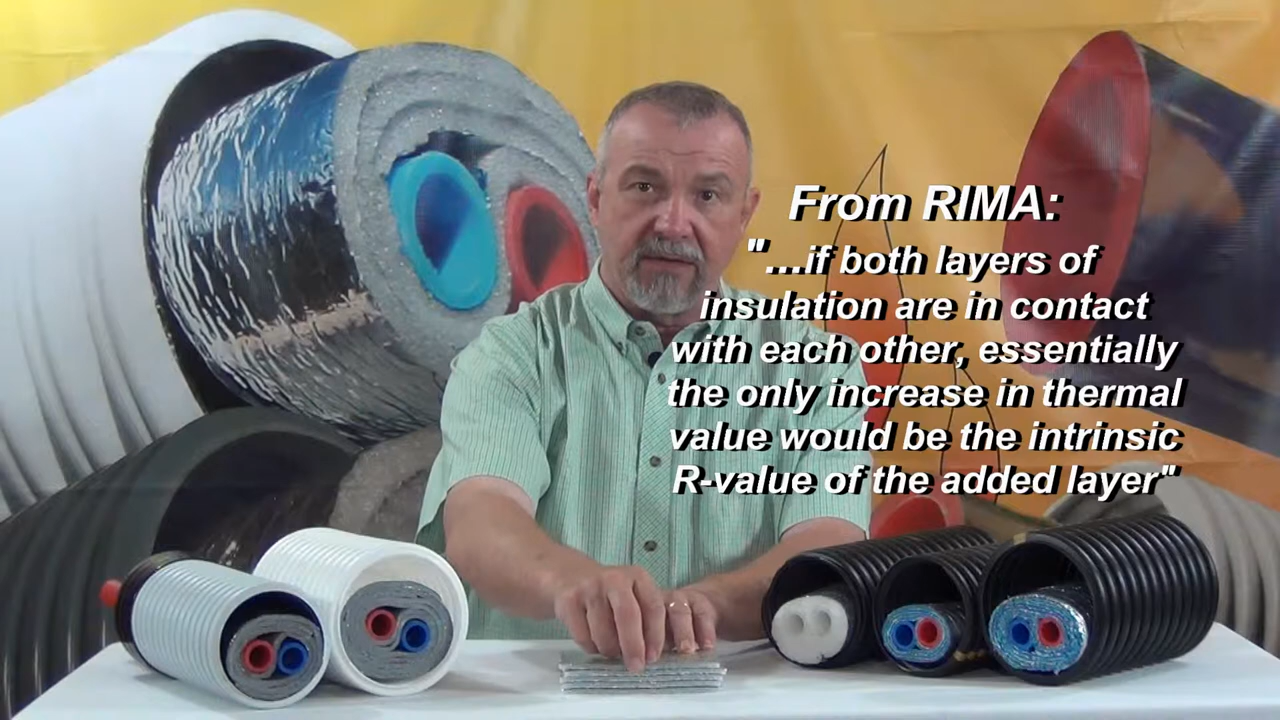 From RIMA:
"....if both layers of
insulation are in contact
with each other, essentially
the only increase in thermal
value would be the intrinsic
R-value of the added layer"